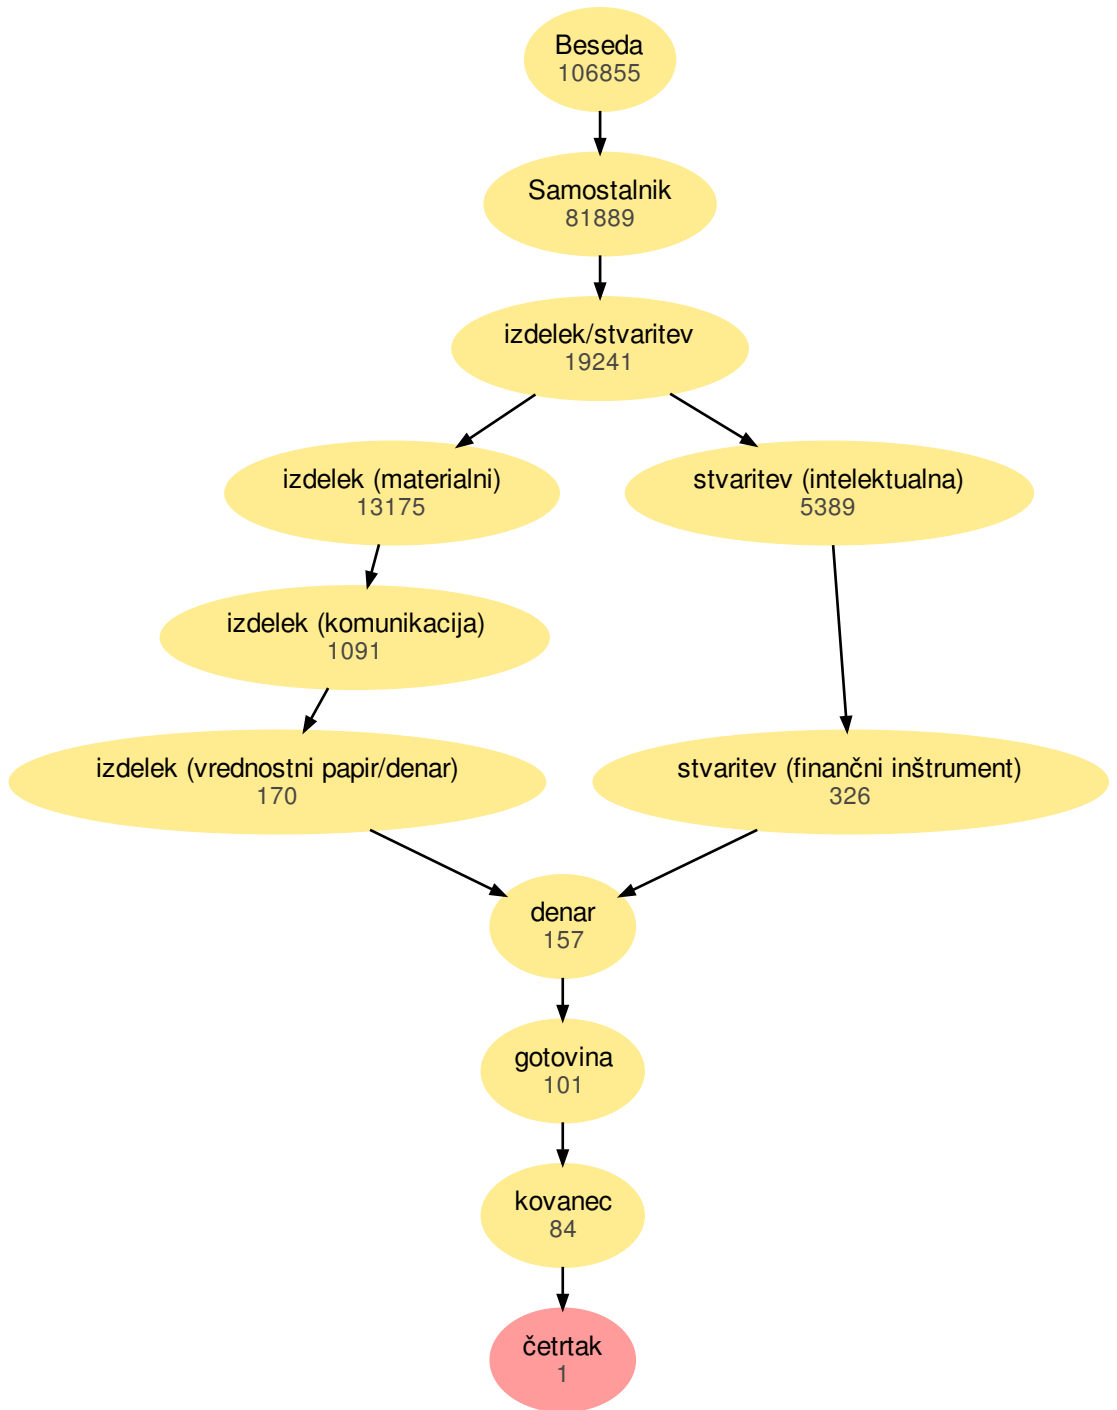 Beseda
106855
Samostalnik
81889
izdelek/stvaritev
19241
izdelek (materialni)
13175
stvaritev (intelektualna)
5389
izdelek (komunikacija)
1091
izdelek (vrednostni papir/denar)
170
stvaritev (finančni inštrument)
326
denar
157
gotovina
101
kovanec
84
četrtak
1